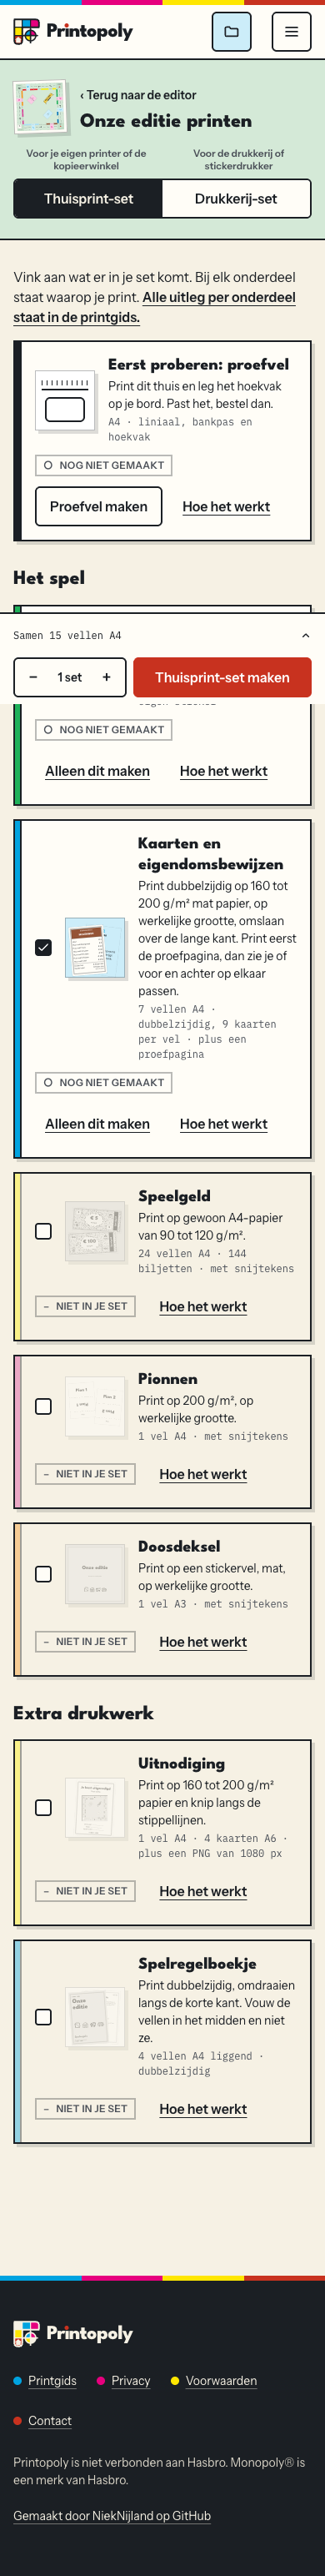 Printopoly
‹ Terug naar de editor
Onze editie printen
Voor je eigen printer of de kopieerwinkel
Voor de drukkerij of stickerdrukker
Thuisprint-set
Drukkerij-set
Vink aan wat er in je set komt. Bij elk onderdeel
staat waarop je print. Alle uitleg per onderdeel
staat in de printgids.
Eerst proberen: proefvel
Print dit thuis en leg het hoekvak
op je bord. Past het, bestel dan.
A4 · liniaal, bankpas en
hoekvak
NOG NIET GEMAAKT
Proefvel maken
Hoe het werkt
Het spel
Samen 15 vellen A4
− 1 set +
Thuisprint-set maken
NOG NIET GEMAAKT
Alleen dit maken
Hoe het werkt
Kaarten en
eigendomsbewijzen
Print dubbelzijdig op 160 tot
200 g/m² mat papier, op
werkelijke grootte, omslaan
over de lange kant. Print eerst
de proefpagina, dan zie je of
voor en achter op elkaar
passen.
7 vellen A4 ·
dubbelzijdig, 9 kaarten
per vel · plus een
proefpagina
NOG NIET GEMAAKT
Alleen dit maken
Hoe het werkt
Speelgeld
Print op gewoon A4-papier
van 90 tot 120 g/m².
24 vellen A4 · 144
biljetten · met snijtekens
– NIET IN JE SET
Hoe het werkt
Pionnen
Print op 200 g/m², op
werkelijke grootte.
1 vel A4 · met snijtekens
– NIET IN JE SET
Hoe het werkt
Doosdeksel
Print op een stickervel, mat,
op werkelijke grootte.
1 vel A3 · met snijtekens
– NIET IN JE SET
Hoe het werkt
Extra drukwerk
Uitnodiging
Print op 160 tot 200 g/m²
papier en knip langs de
stippellijnen.
1 vel A4 · 4 kaarten A6 ·
plus een PNG van 1080 px
– NIET IN JE SET
Hoe het werkt
Onze
editie
Spelregelboekje
Print dubbelzijdig, omdraaien
langs de korte kant. Vouw de
vellen in het midden en niet
ze.
4 vellen A4 liggend ·
dubbelzijdig
– NIET IN JE SET
Hoe het werkt
Printopoly
Printgids
Privacy
Voorwaarden
Contact
Printopoly is niet verbonden aan Hasbro. Monopoly® is
een merk van Hasbro.
Gemaakt door NiekNijland op GitHub